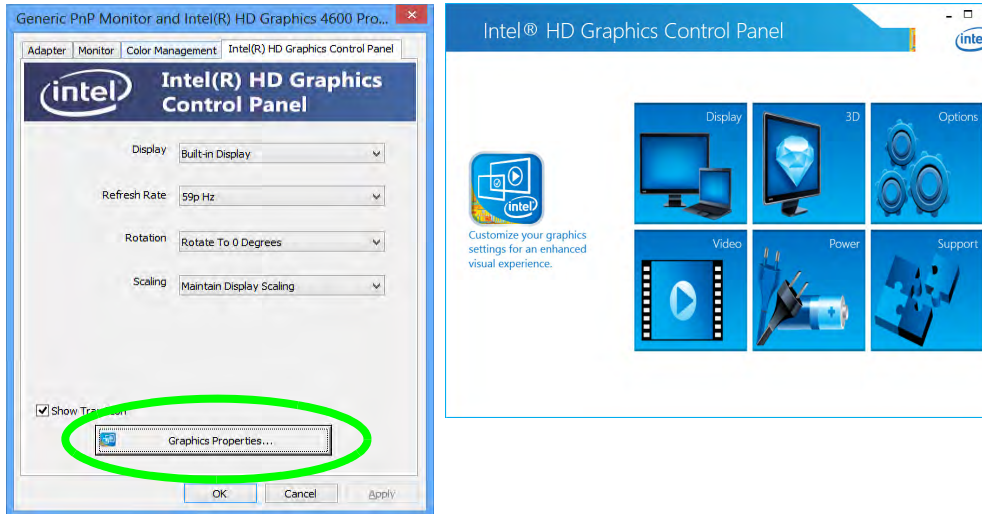 Generic PnP Monitor and Intel(R) HD Graphics 4600 Pro...
Adapter Monitor Color Management Intel(R) HD Graphics Control Panel
intel
Intel(R) HD Graphics
Control Panel
Display Built-in Display
Refresh Rate 59p Hz
Rotation Rotate To 0 Degrees
Scaling Maintain Display Scaling
Show
Graphics Properties...
OK Cancel Apply
Intel® HD Graphics Control Panel
Display 3D Options
intel
Customize your graphics
settings for an enhanced
visual experience.
Video Power Support